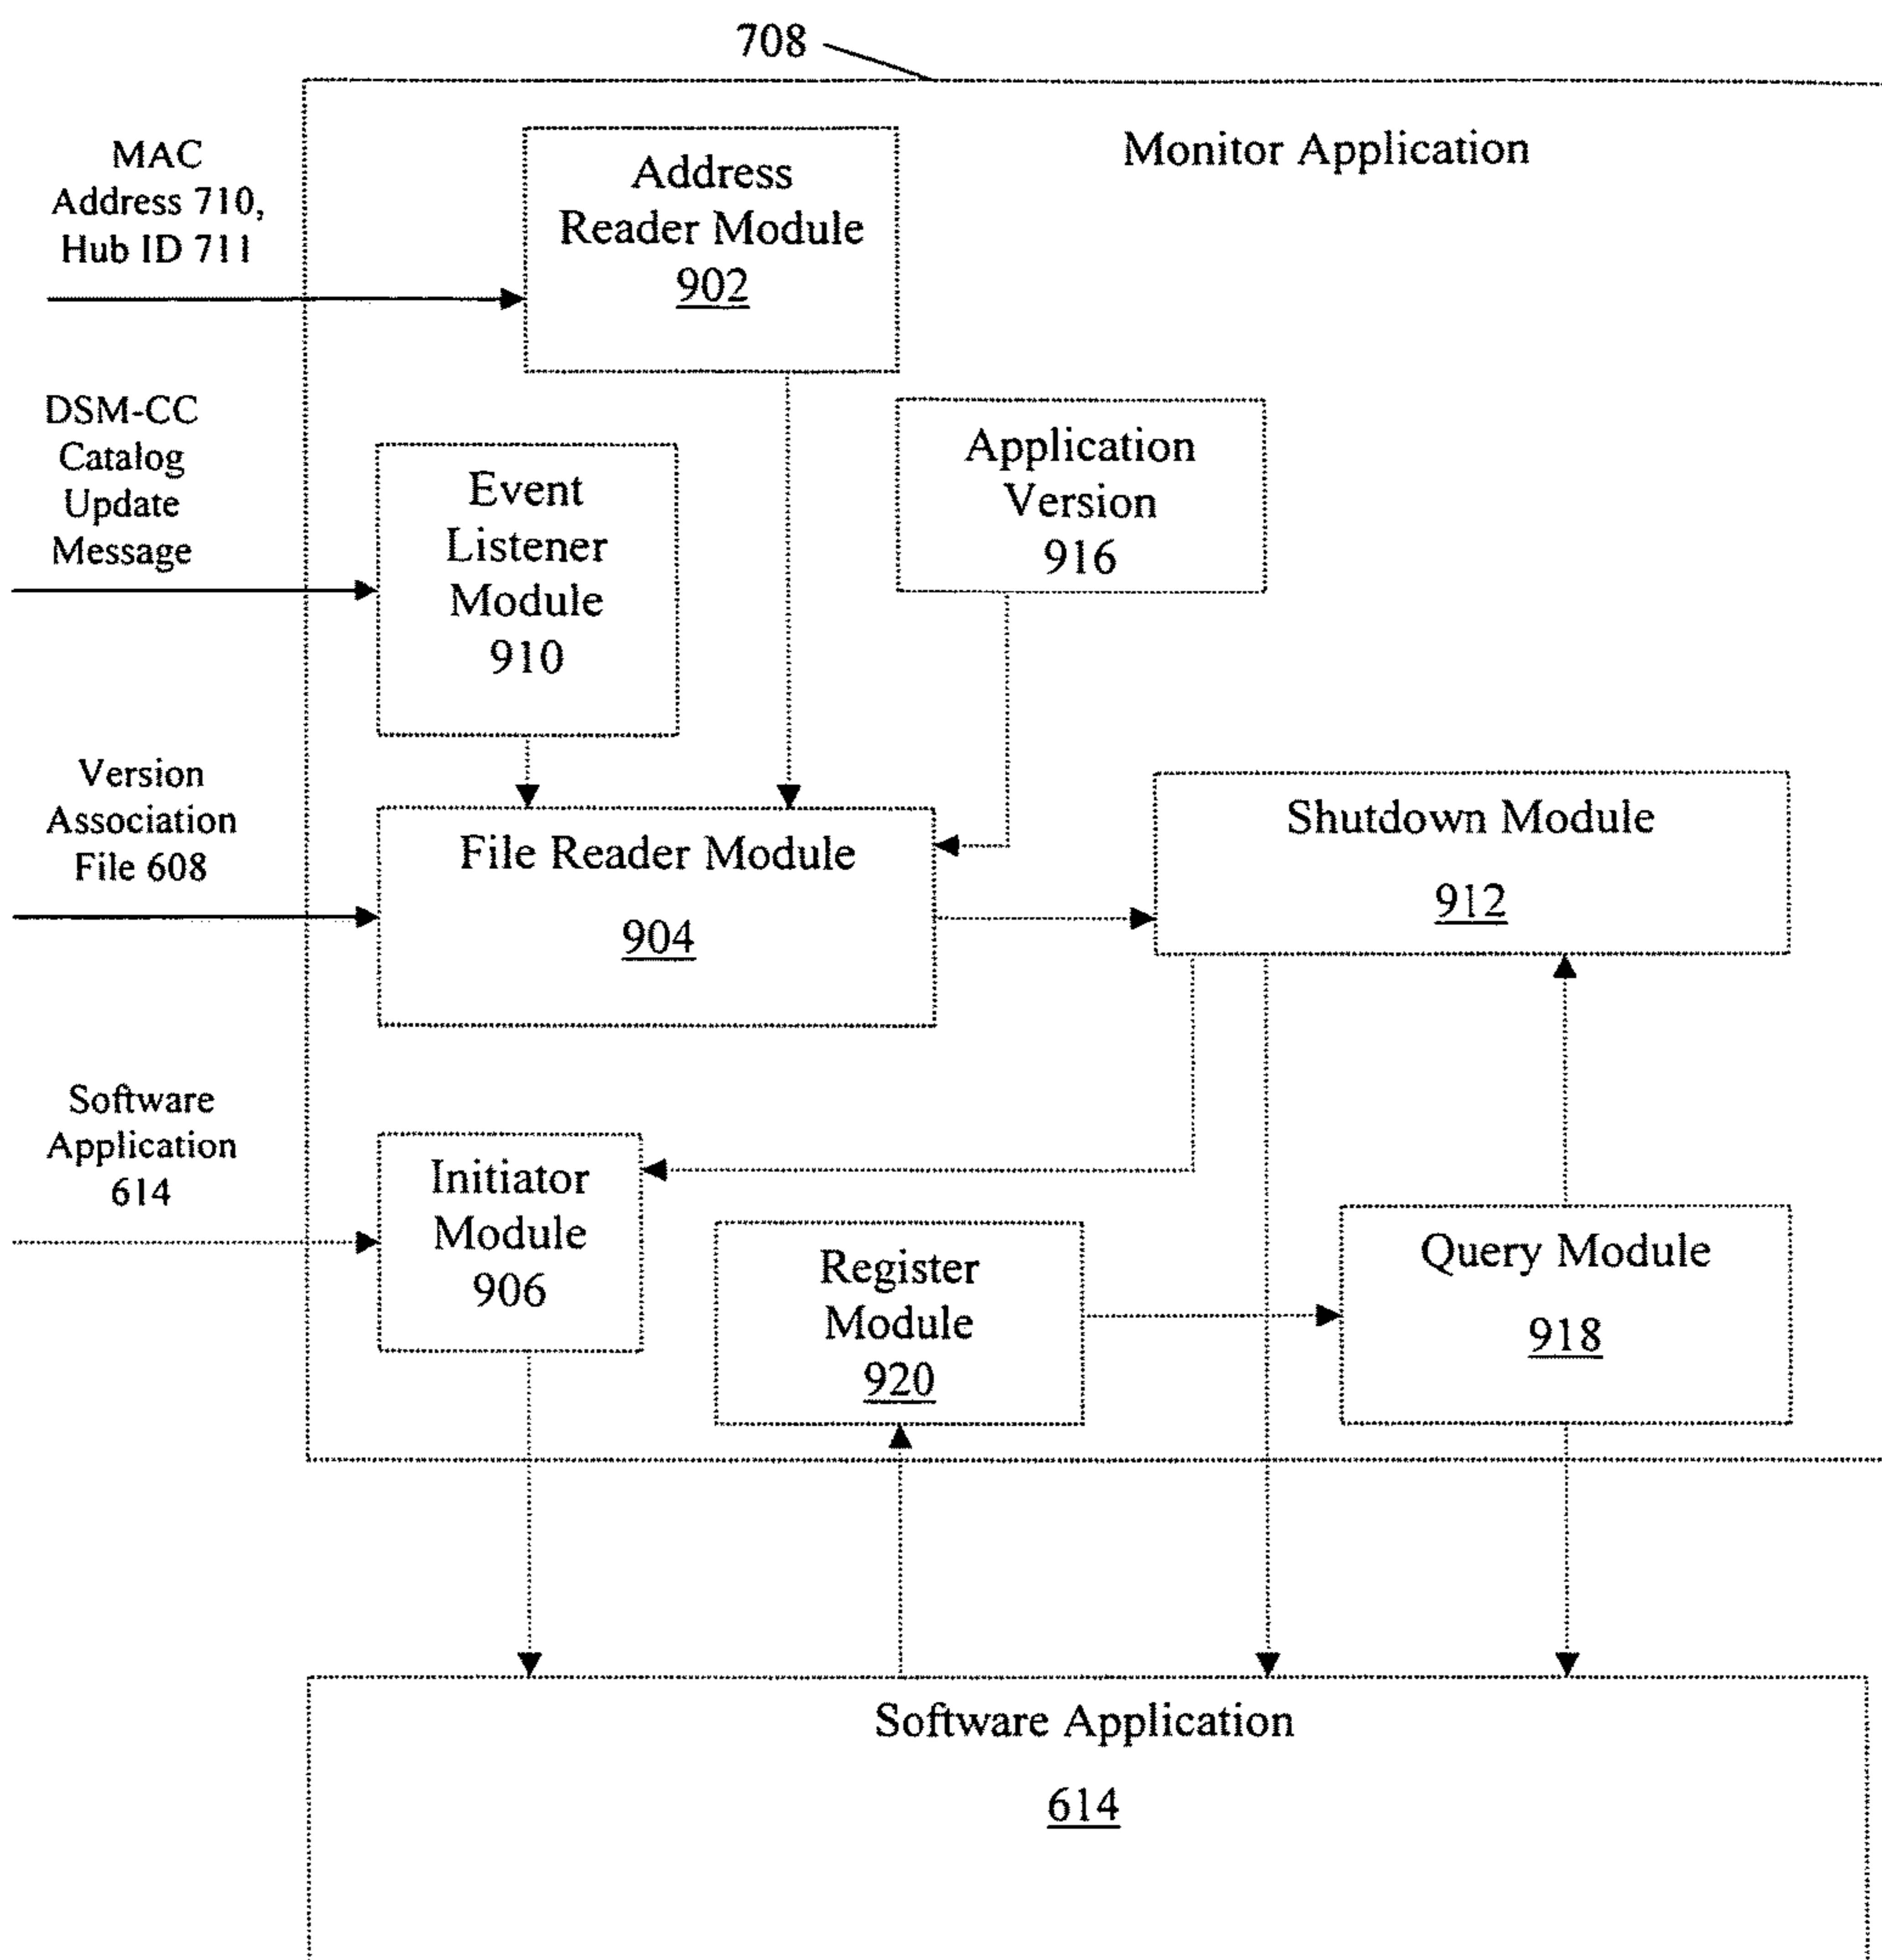 708
Monitor Application
MAC
Address 710,
Hub ID 711
Address
Reader Module
902
DSM-CC
Catalog
Update
Message
Event
Listener
Module
910
Application
Version
916
Version
Association
File 608
File Reader Module
904
Shutdown Module
912
Software
Application
614
Initiator
Module
906
Register
Module
920
Query Module
918
Software Application
614